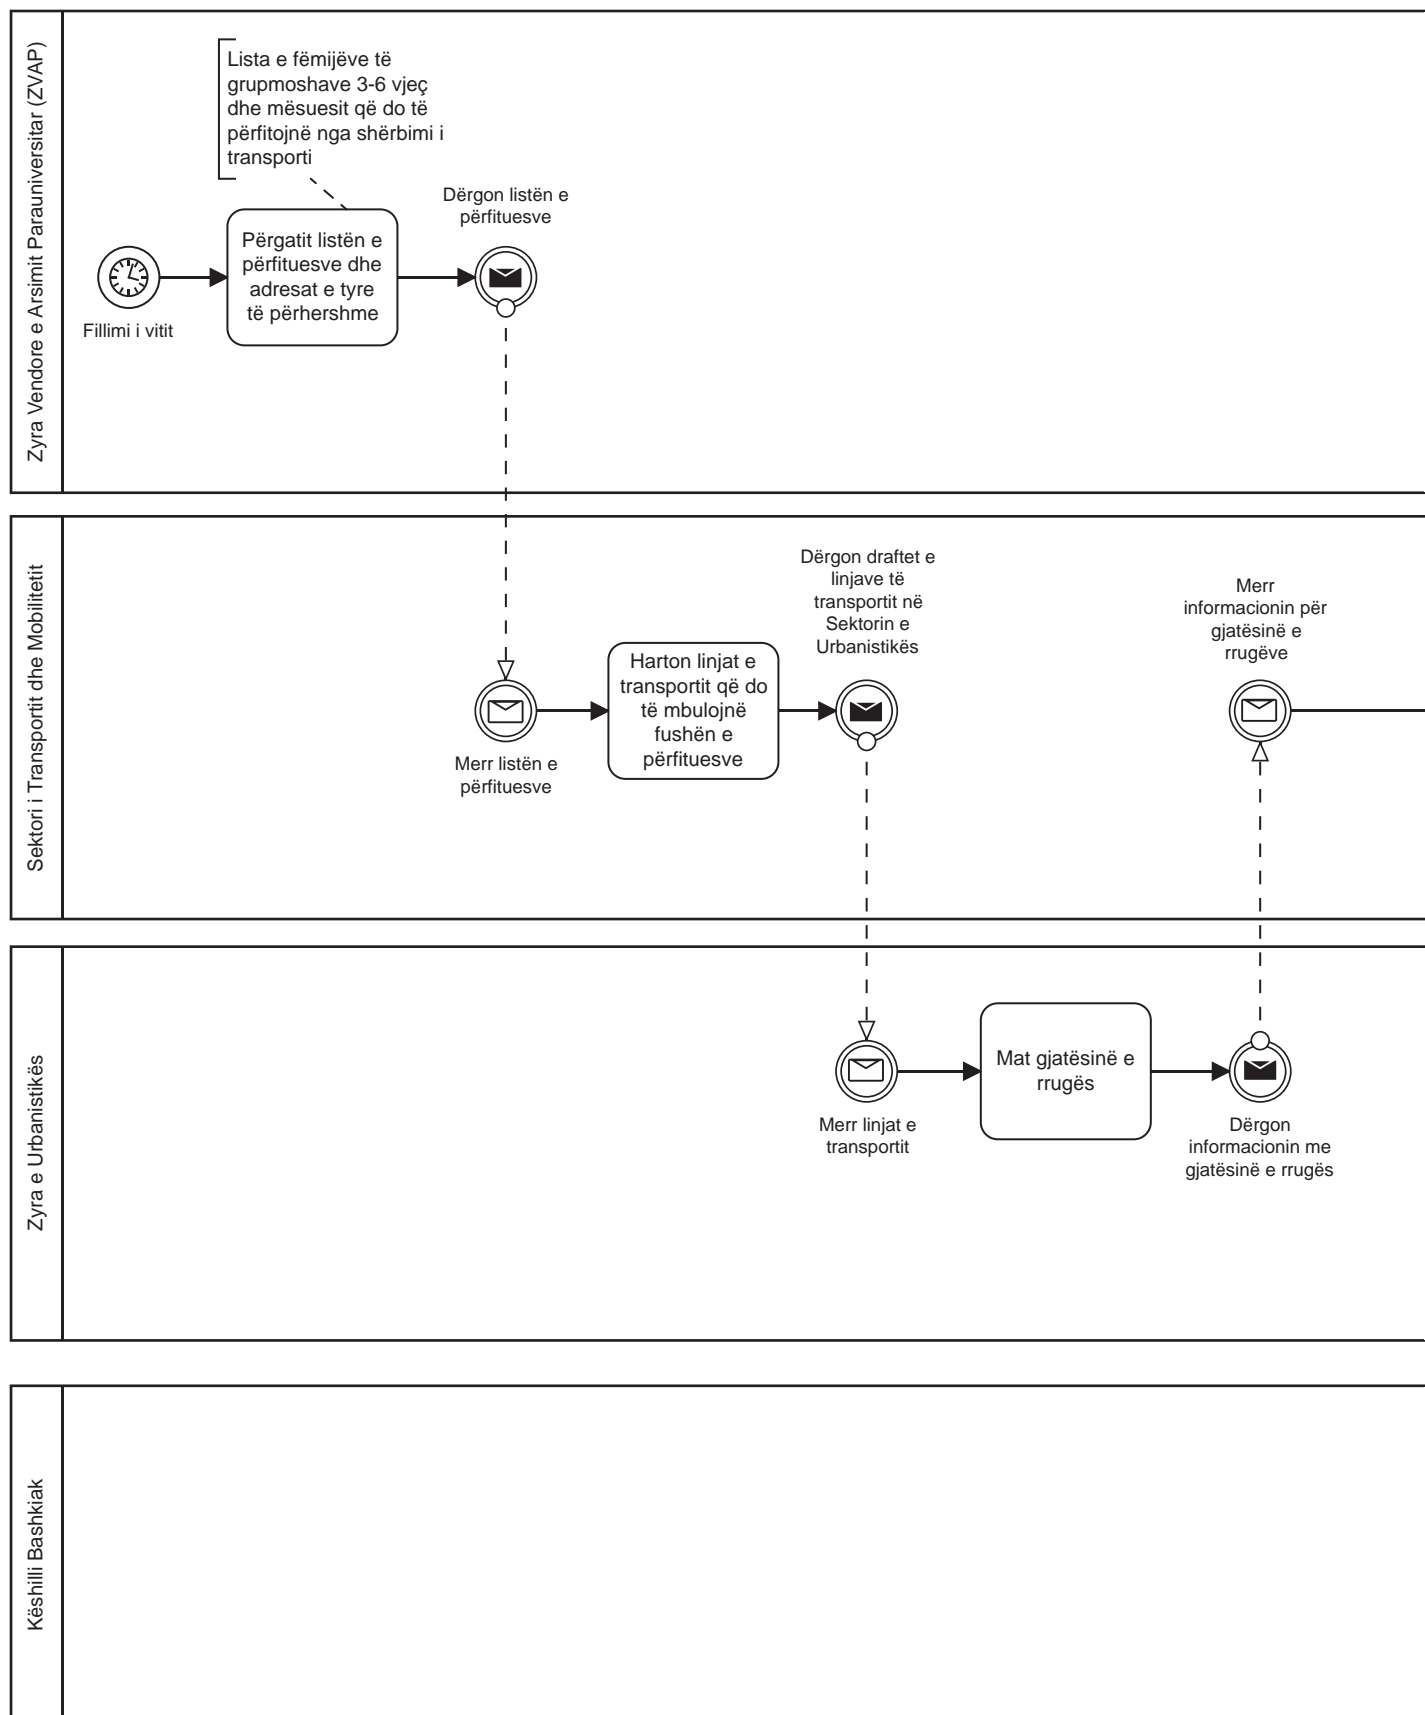 Zyra Vendore e Arsimit Parauniversitar (ZVAP)
Lista e fëmijëve të
grupmoshave 3-6 vjeç
dhe mësuesit që do të
përfitojnë nga shërbimi i
transporti
Dërgon listën e
përfituesve
Përgatit listën e
përfituesve dhe
adresat e tyre
të përhershme
Fillimi i vitit
Sektori i Transportit dhe Mobilitetit
Dërgon draftet e
linjave të
transportit në
Sektorin e
Urbanistikës
Merr
informacionin për
gjatësinë e
rrugëve
Harton linjat e
transportit që do
të mbulojnë
fushën e
përfituesve
Merr listën e
përfituesve
Zyra e Urbanistikës
Mat gjatësinë e
rrugës
Merr linjat e
transportit
Dërgon
informacionin me
gjatësinë e rrugës
Këshilli Bashkiak